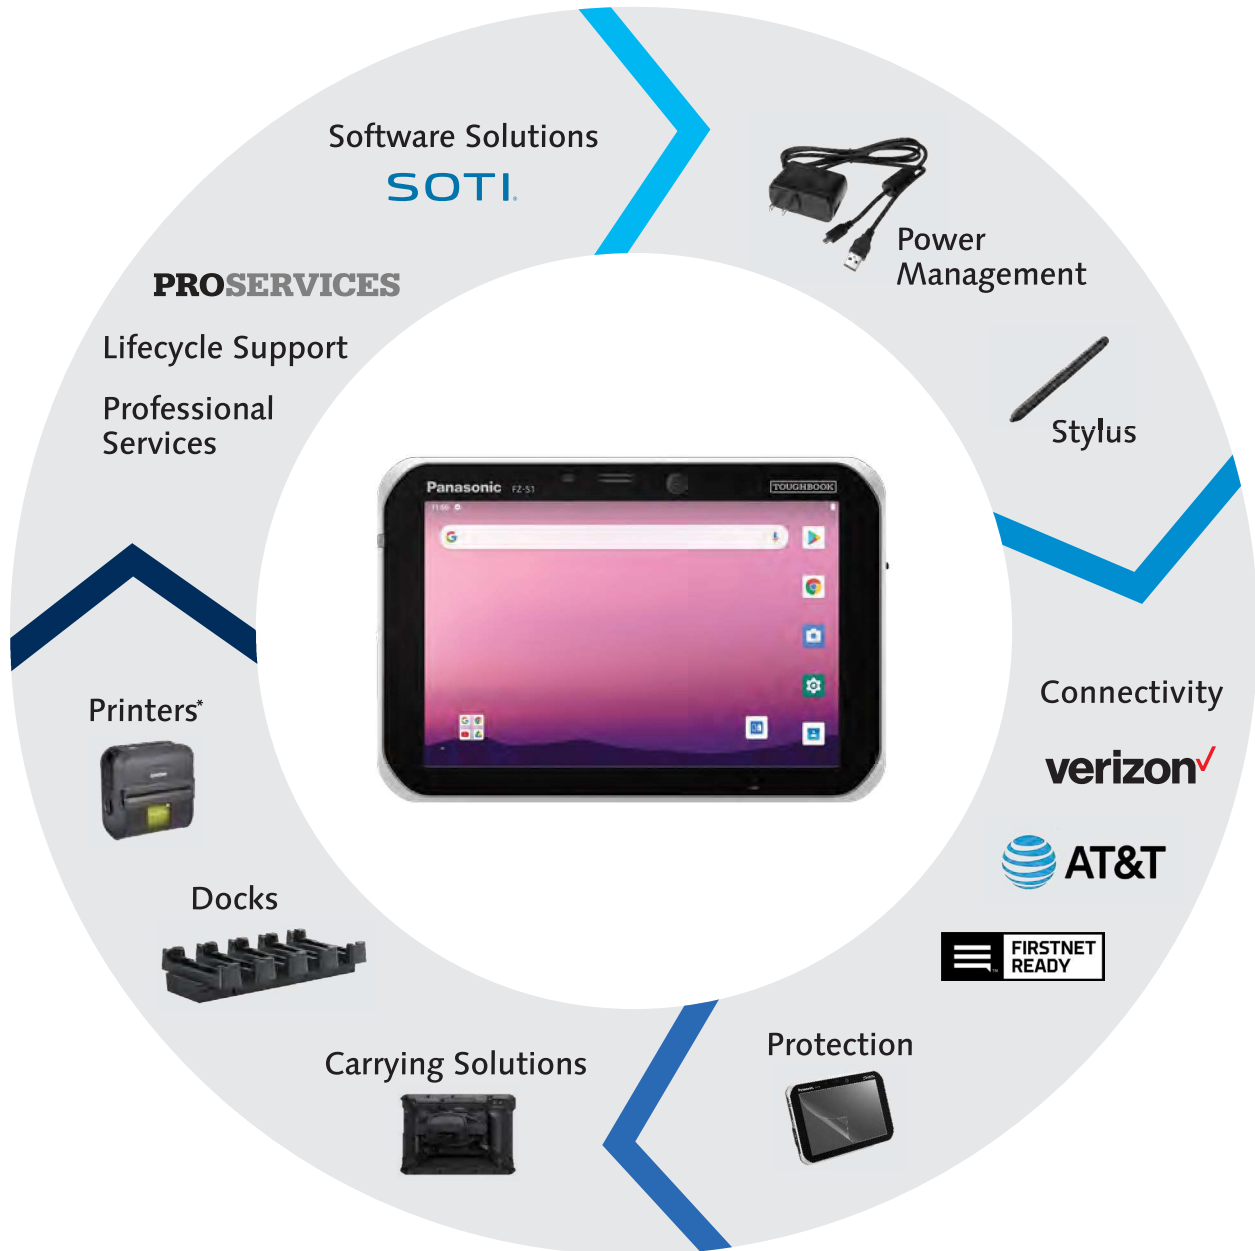 Software Solutions
SOTI
Power
Management
PROSERVICES
Lifecycle Support
Professional
Services
Stylus
Panasonic FZ-S1
TOUGHBOOK
Connectivity
verizon
AT&T
FIRSTNET
READY
Printers*
Docks
Carrying Solutions
Protection